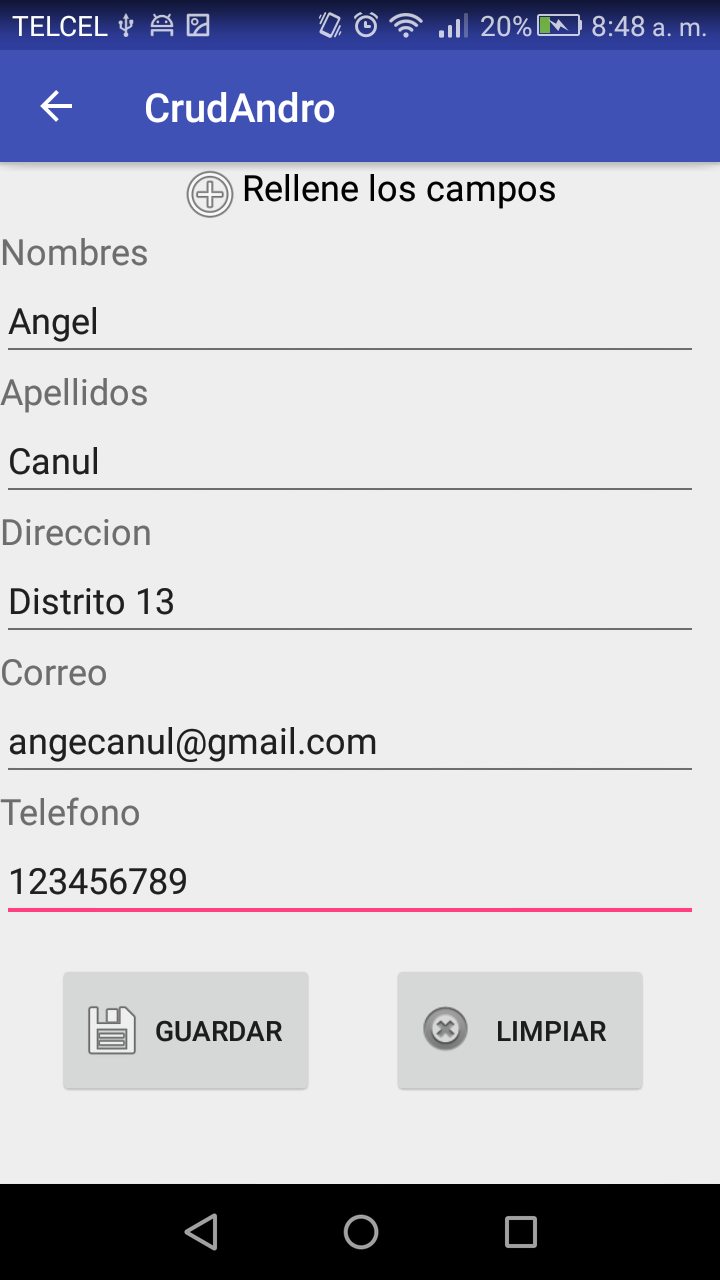 TELCEL 20% 8:48 a. m.
CrudAndro
Rellene los campos
Nombres
Angel
Apellidos
Canul
Direccion
Distrito 13
Correo
angecanul@gmail.com
Telefono
123456789
GUARDAR LIMPIAR